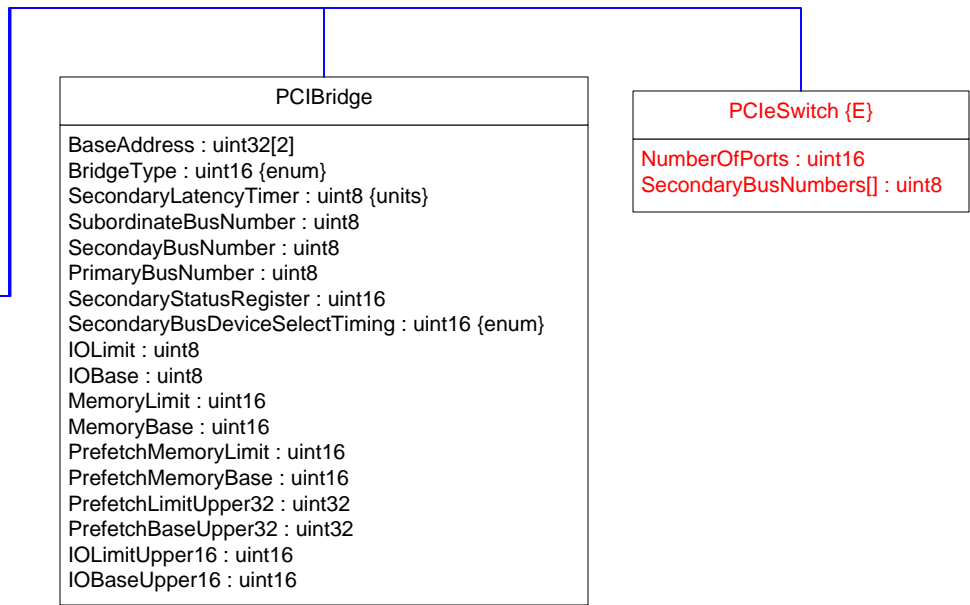 PCIBridge
BaseAddress : uint32[2]
BridgeType : uint16 {enum}
SecondaryLatencyTimer : uint8 {units}
SubordinateBusNumber : uint8
SecondayBusNumber : uint8
PrimaryBusNumber : uint8
SecondaryStatusRegister : uint16
SecondaryBusDeviceSelectTiming : uint16 {enum}
IOLimit : uint8
IOBase : uint8
MemoryLimit : uint16
MemoryBase : uint16
PrefetchMemoryLimit : uint16
PrefetchMemoryBase : uint16
PrefetchLimitUpper32 : uint32
PrefetchBaseUpper32 : uint32
IOLimitUpper16 : uint16
IOBaseUpper16 : uint16
PCIeSwitch {E}
NumberOfPorts : uint16
SecondaryBusNumbers[] : uint8